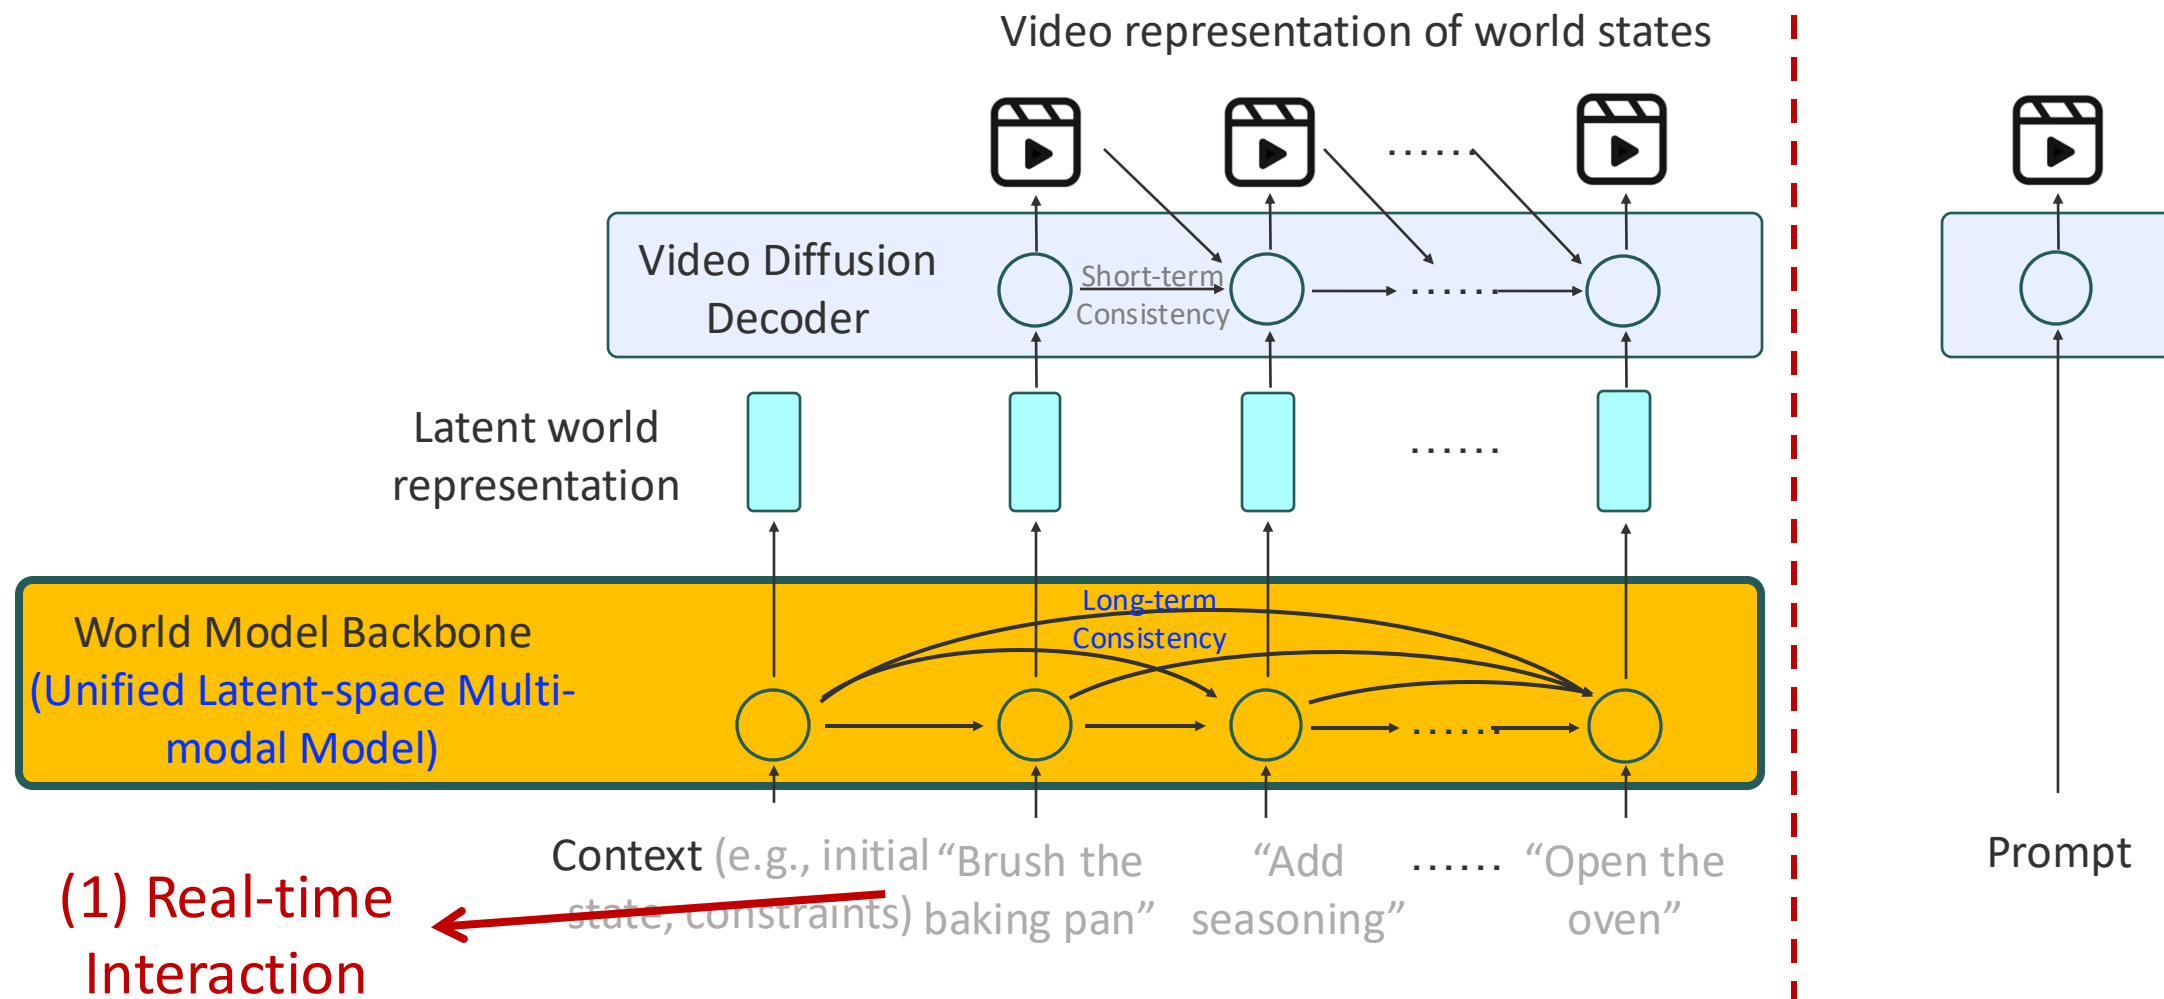 Video representation of world states
Video Diffusion
Decoder
Short-term
Consistency
Latent world
representation
......
......
......
World Model Backbone
(Unified Latent-space Multi-
modal Model)
Long-term
Consistency
......
Context (e.g., initial
state, constraints)
“Brush the
baking pan”
“Add
seasoning”
......
“Open the
oven”
Prompt
(1) Real-time
Interaction